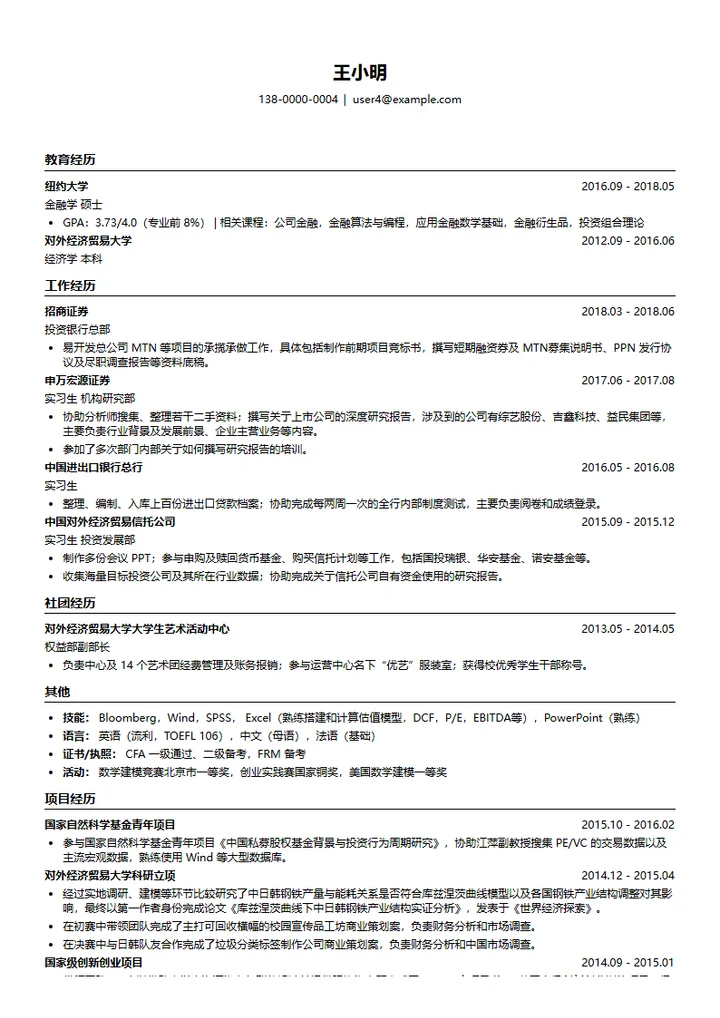 王小明
138-0000-0004 | user4@example.com
教育经历
纽约大学 2016.09 - 2018.05
金融学 硕士
• GPA：3.73/4.0（专业前 8%） | 相关课程：公司金融，金融算法与编程，应用金融数学基础，金融衍生品，投资组合理论
对外经济贸易大学 2012.09 - 2016.06
经济学 本科
工作经历
招商证券 2018.03 - 2018.06
投资银行总部
• 易开发总公司 MTN 等项目的承揽承做工作，具体包括制作前期项目竞标书，撰写短期融资券及 MTN募集说明书、PPN 发行协
议及尽职调查报告等资料底稿。
申万宏源证券 2017.06 - 2017.08
实习生 机构研究部
• 协助分析师搜集、整理若干二手资料；撰写关于上市公司的深度研究报告，涉及到的公司有综艺股份、吉鑫科技、益民集团等，
主要负责行业背景及发展前景、企业主营业务等内容。
• 参加了多次部门内部关于如何撰写研究报告的培训。
中国进出口银行总行 2016.05 - 2016.08
实习生
• 整理、编制、入库上百份进出口贷款档案；协助完成每两周一次的全行内部制度测试，主要负责阅卷和成绩登录。
中国对外经济贸易信托公司 2015.09 - 2015.12
实习生 投资发展部
• 制作多份会议 PPT；参与申购及赎回货币基金、购买信托计划等工作，包括国投瑞银、华安基金、诺安基金等。
• 收集海量目标投资公司及其所在行业数据；协助完成关于信托公司自有资金使用的研究报告。
社团经历
对外经济贸易大学大学生艺术活动中心 2013.05 - 2014.05
权益部副部长
• 负责中心及 14 个艺术团经费管理及账务报销；参与运营中心名下“优艺”服装室；获得校优秀学生干部称号。
其他
• 技能： Bloomberg，Wind，SPSS， Excel（熟练搭建和计算估值模型，DCF，P/E，EBITDA等）, PowerPoint（熟练）
• 语言： 英语（流利，TOEFL 106），中文（母语），法语（基础）
• 证书/执照： CFA 一级通过、二级备考，FRM 备考
• 活动： 数学建模竞赛北京市一等奖，创业实践赛国家铜奖，美国数学建模一等奖
项目经历
国家自然科学基金青年项目 2015.10 - 2016.02
• 参与国家自然科学基金青年项目《中国私募股权基金背景与投资行为周期研究》，协助江萍副教授搜集 PE/VC 的交易数据以及
主流宏观数据，熟练使用 Wind 等大型数据库。
对外经济贸易大学科研立项 2014.12 - 2015.04
• 经过实地调研、建模等环节比较研究了中日韩钢铁产量与能耗关系是否符合库兹涅茨曲线模型以及各国钢铁产业结构调整对其影
响，最终以第一作者身份完成论文《库兹涅茨曲线下中日韩钢铁产业结构实证分析》，发表于《世界经济探索》。
• 在初赛中带领团队完成了主打可回收横幅的校园宣传品工坊商业策划案，负责财务分析和市场调查。
• 在决赛中与日韩队友合作完成了垃圾分类标签制作公司商业策划案，负责财务分析和中国市场调查。
国家级创新创业项目 2014.09 - 2015.01